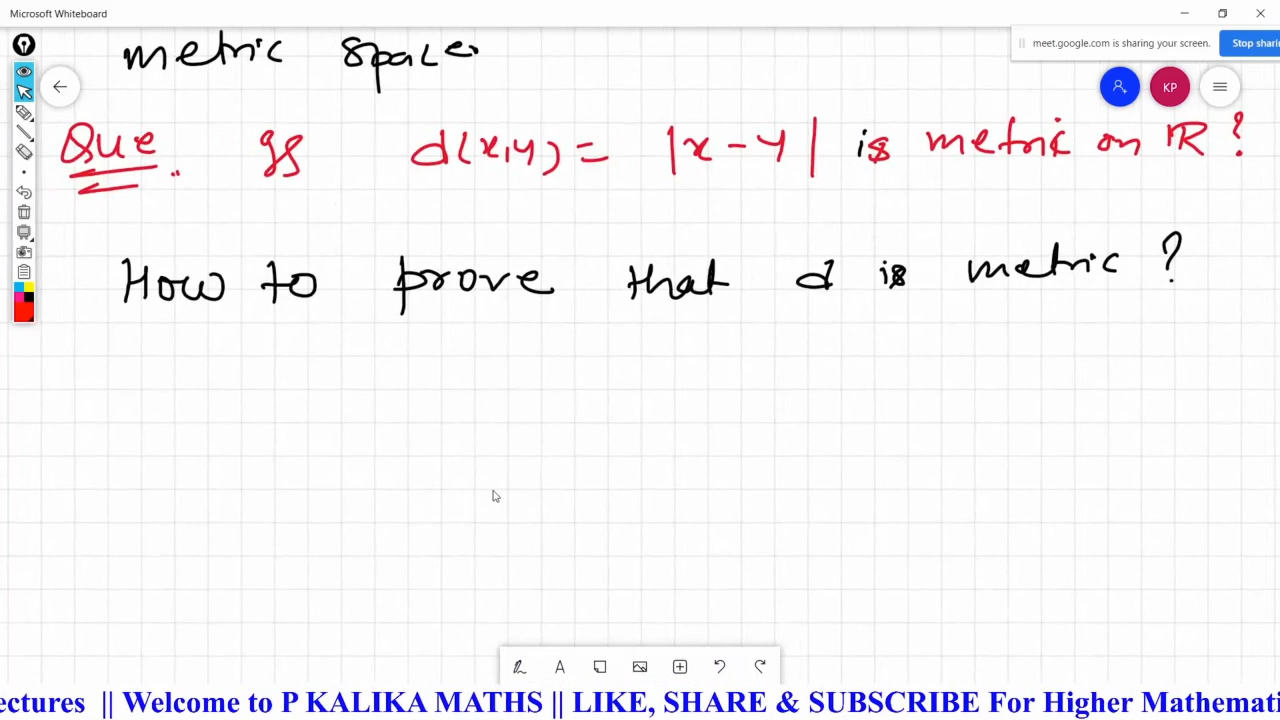 Microsoft Whiteboard
meet.google.com is sharing your screen.
Stop sharin
metric space
KP
Que.. Is d(x,y) = |x-y| is metric on ℝ?
How to prove that d is metric?
ectures || Welcome to P KALIKA MATHS || LIKE, SHARE & SUBSCRIBE For Higher Mathemati